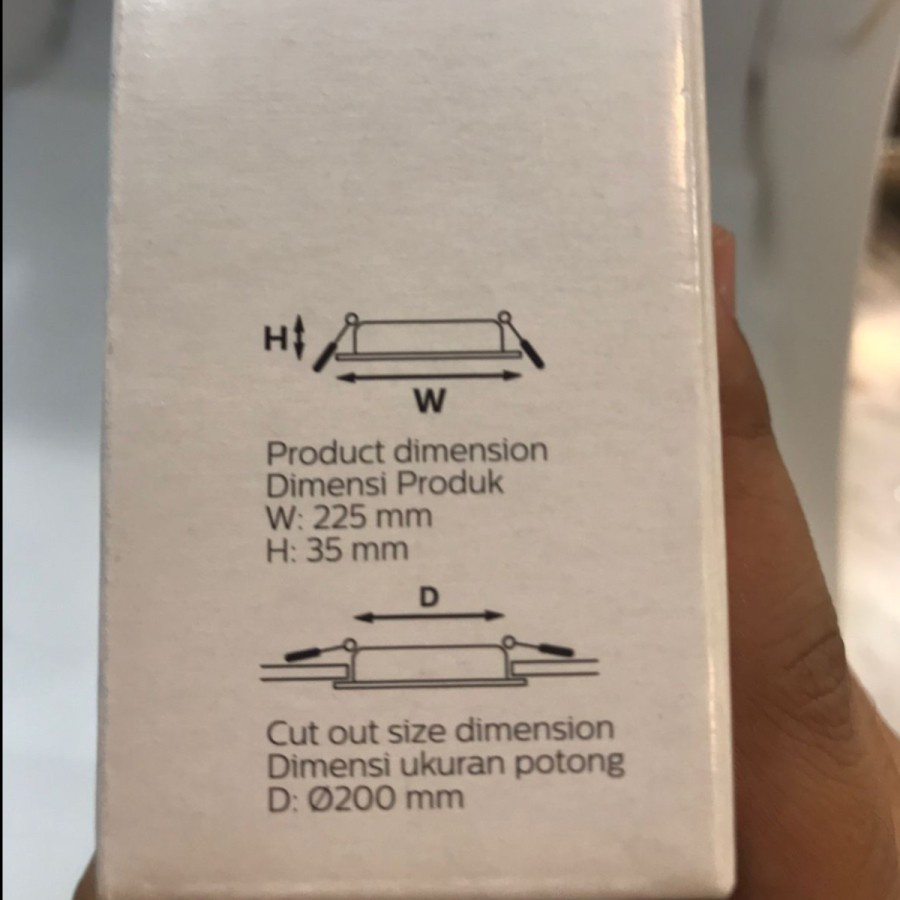 H
W
Product dimension
Dimensi Produk
W: 225 mm
H: 35 mm
D
Cut out size dimension
Dimensi ukuran potong
D: Ø200 mm